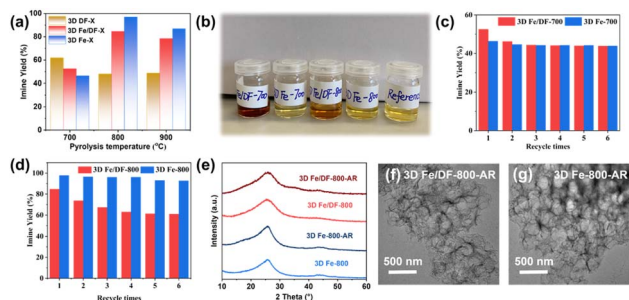 (a)
3D DF-X
3D Fe/DF-X
3D Fe-X
Imine Yield (%)
100
80
60
40
20
0
700
800
900
Pyrolysis temperature (°C)
(b)
Fe/DF-700
D Fe-700
Fe/DF-800
D Fe-800
Reference
(c)
3D Fe/DF-700
3D Fe-700
Imine Yield (%)
100
80
60
40
20
0
1 2 3 4 5 6
Recycle times
(d)
3D Fe/DF-800
3D Fe-800
Imine Yield (%)
100
80
60
40
20
0
1 2 3 4 5 6
Recycle times
(e)
3D Fe/DF-800-AR
3D Fe/DF-800
3D Fe-800-AR
3D Fe-800
Intensity (a.u.)
10 20 30 40 50 60
2 Theta (°)
(f) 3D Fe/DF-800-AR
500 nm
(g) 3D Fe-800-AR
500 nm